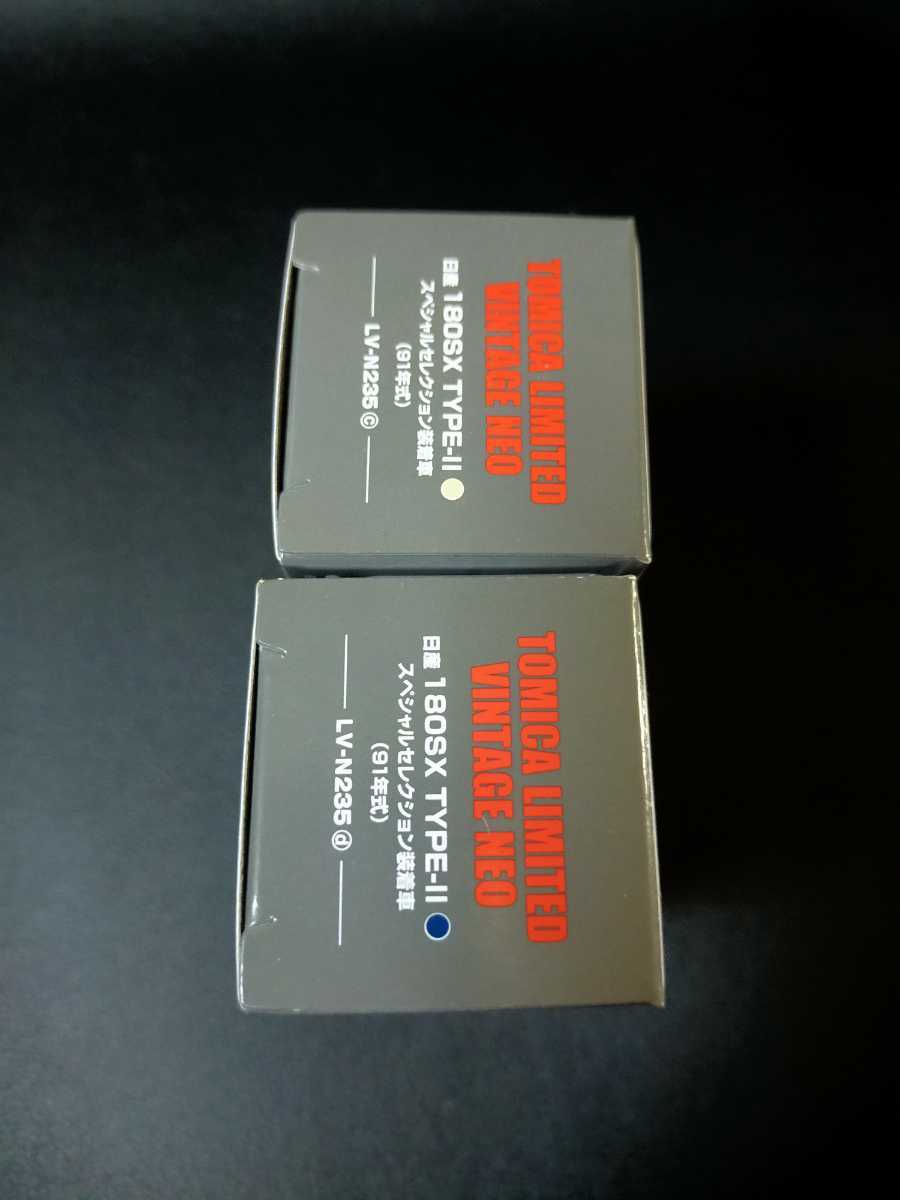 TOMICA LIMITED
VINTAGE NEO
日産 180SX TYPE-II
スペシャルセレクション装着車
(91年式)
LV-N235ⓒ
TOMICA LIMITED
VINTAGE NEO
日産 180SX TYPE-II
スペシャルセレクション装着車
(91年式)
LV-N235ⓓ